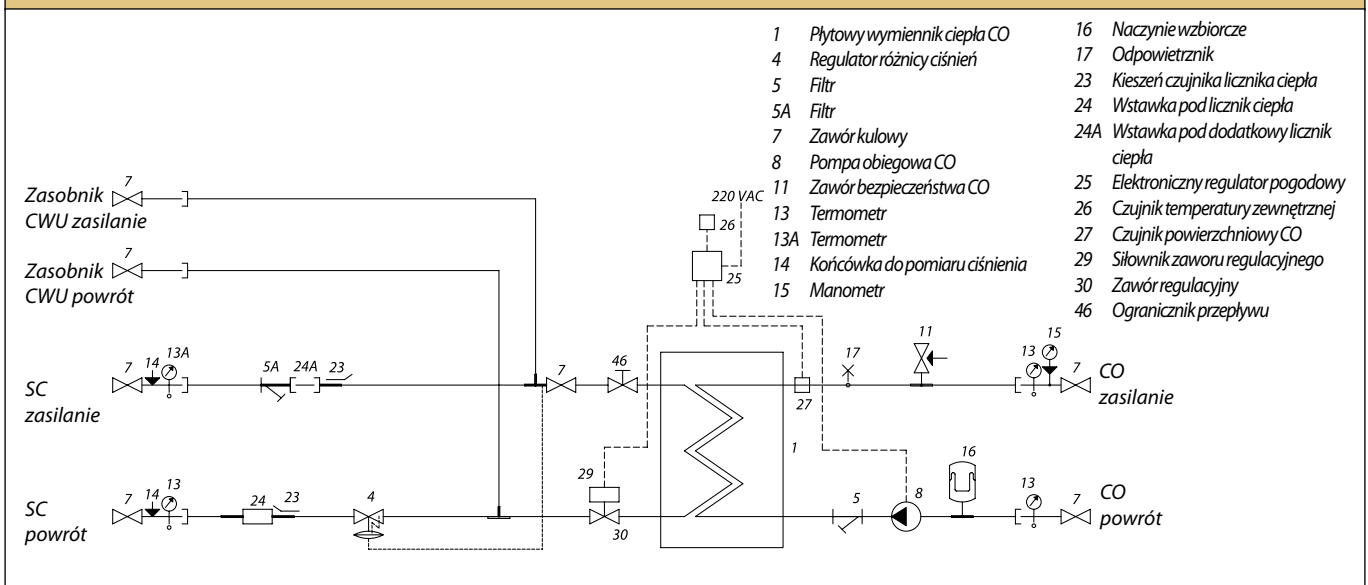 1 Płytowy wymiennik ciepła CO
4 Regulator różnicy ciśnień
5 Filtr
5A Filtr
7 Zawór kulowy
8 Pompa obiegowa CO
11 Zawór bezpieczeństwa CO
13 Termometr
13A Termometr
14 Końcówka do pomiaru ciśnienia
15 Manometr
16 Naczynie wzbiorcze
17 Odpowietrznik
23 Kieszeń czujnika licznika ciepła
24 Wstawka pod licznik ciepła
24A Wstawka pod dodatkowy licznik
ciepła
25 Elektroniczny regulator pogodowy
26 Czujnik temperatury zewnętrznej
27 Czujnik powierzchniowy CO
29 Siłownik zaworu regulacyjnego
30 Zawór regulacyjny
46 Ogranicznik przepływu
7
Zasobnik
CWU zasilanie
7
Zasobnik
CWU powrót
220 VAC
26
25
7 14 13A 5A 24A 23 7 46 17 11 13 15 7
SC
zasilanie
27
CO
zasilanie
1
7 14 13 24 23 4 29 5 8 16 13 7
SC
powrót
30
CO
powrót